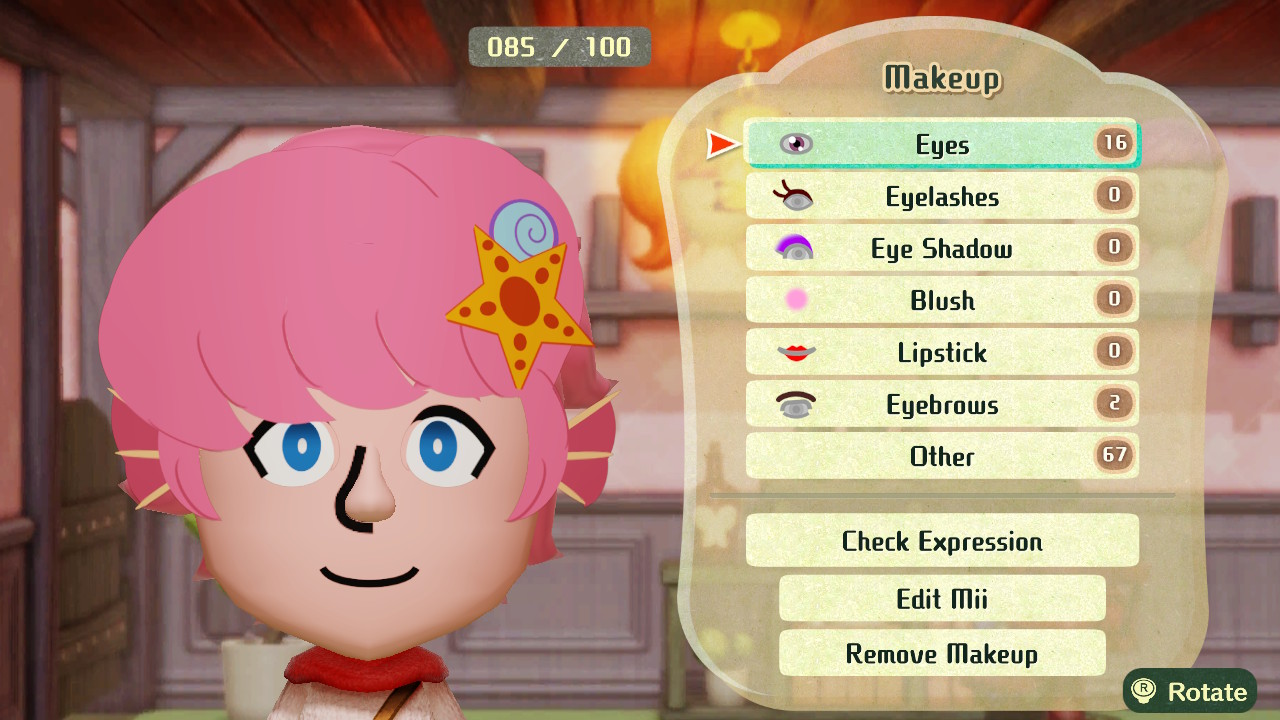 085 / 100
Makeup
Eyes 16
Eyelashes 0
Eye Shadow 0
Blush 0
Lipstick 0
Eyebrows 2
Other 67
Check Expression
Edit Mii
Remove Makeup
R Rotate